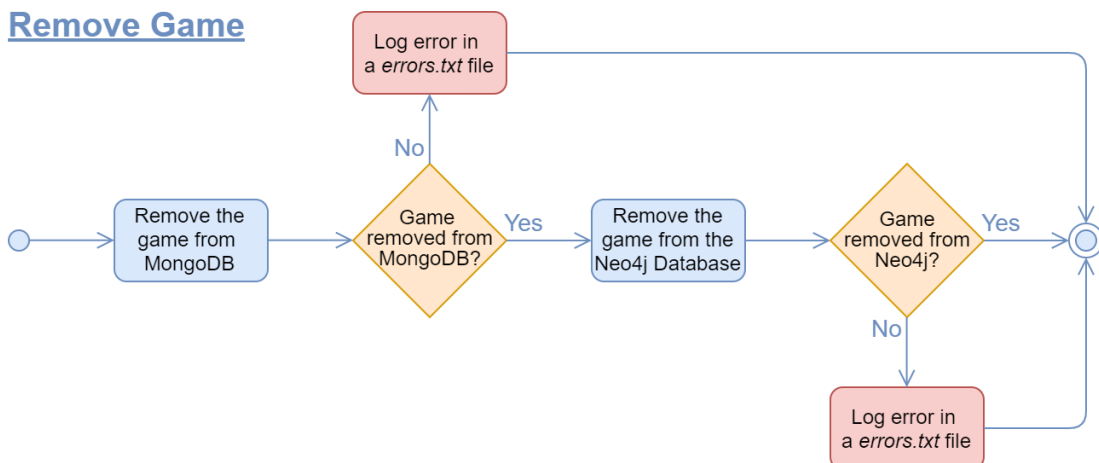 Remove Game
Log error in
a errors.txt file
No
Remove the
game from
MongoDB
Game
removed from
MongoDB?
Yes
Remove the
game from the
Neo4j Database
Game
removed from
Neo4j?
Yes
No
Log error in
a errors.txt file